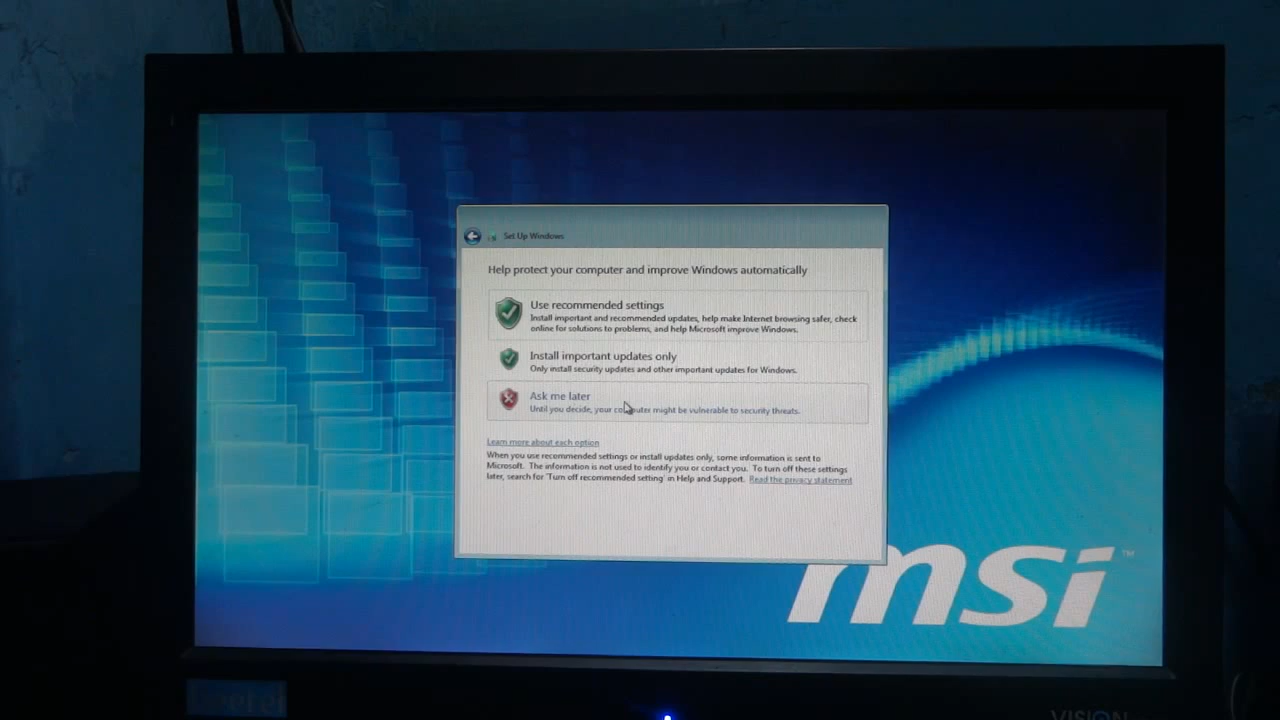 Set Up Windows
Help protect your computer and improve Windows automatically
Use recommended settings
Install important and recommended updates, help make Internet browsing safer, check
online for solutions to problems, and help Microsoft improve Windows.
Install important updates only
Only install security updates and other important updates for Windows.
Ask me later
Until you decide, your computer might be vulnerable to security threats.
Learn more about each option
When you use recommended settings or install updates only, some information is sent to
Microsoft. The information is not used to identify you or contact you. To turn off these settings
later, search for 'Turn off recommended setting' in Help and Support. Read the privacy statement
msi™
VISION